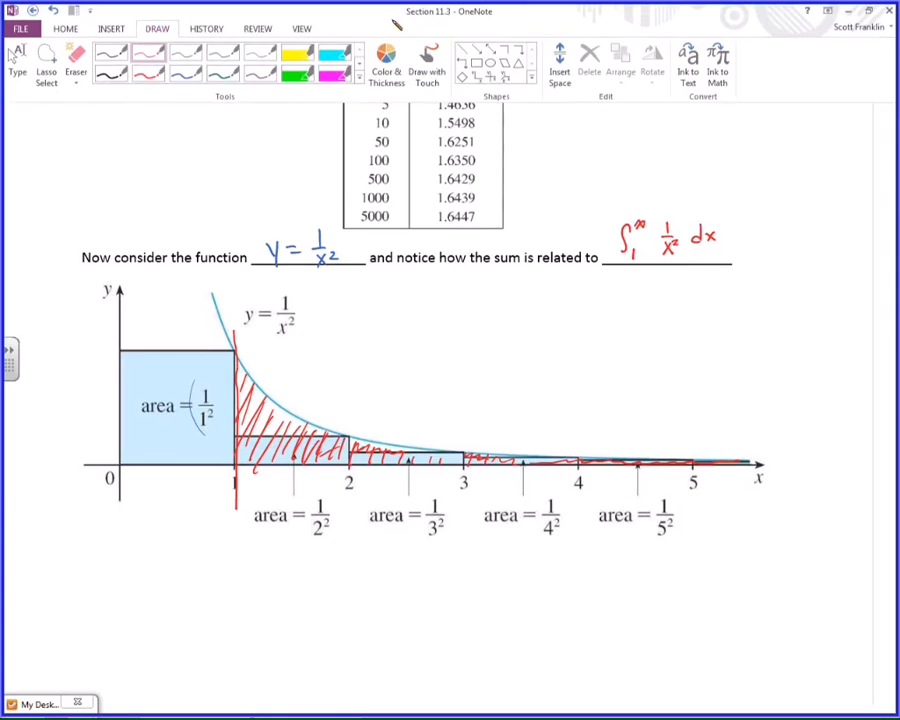 Section 11.3 - OneNote
FILE HOME INSERT DRAW HISTORY REVIEW VIEW Scott Franklin
Type Lasso Select Eraser Color & Thickness Draw with Touch Insert Space Delete Arrange Rotate Ink to Text Ink to Math
Tools Shapes Edit Convert
5 1.4636
10 1.5498
50 1.6251
100 1.6350
500 1.6429
1000 1.6439
5000 1.6447
Now consider the function y = 1/x² and notice how the sum is related to ∫₁^∞ 1/x² dx
y
y = 1/x²
area = 1/1²
0 1 2 3 4 5 x
area = 1/2² area = 1/3² area = 1/4² area = 1/5²
My Desk...